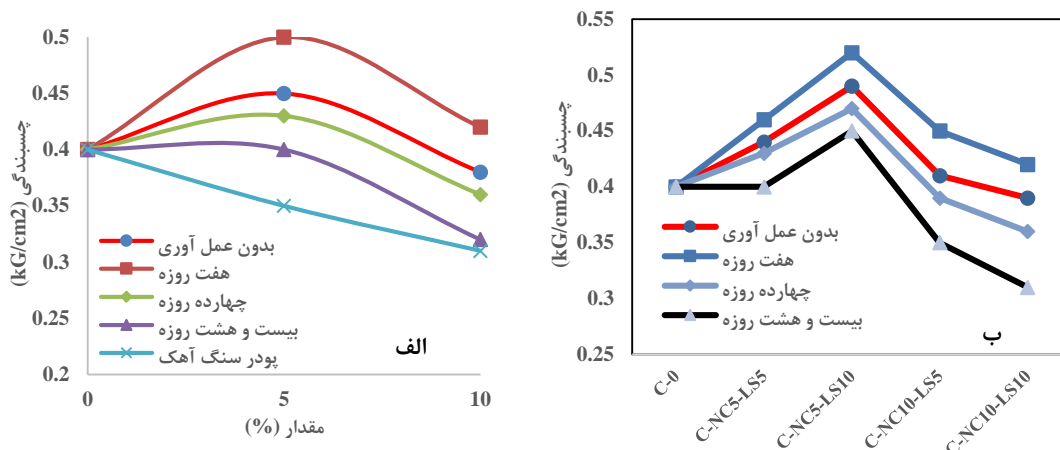 چسبندگی (kG/cm2)
0.5
0.45
0.4
0.35
0.3
0.25
0.2
0
5
10
مقدار (%)
بدون عمل آوری
هفت روزه
چهارده روزه
بیست و هشت روزه
پودر سنگ آهک
الف
چسبندگی (kG/cm2)
0.55
0.5
0.45
0.4
0.35
0.3
0.25
C-0
C-NC5-LS5
C-NC5-LS10
C-NC10-LS5
C-NC10-LS10
بدون عمل آوری
هفت روزه
چهارده روزه
بیست و هشت روزه
ب